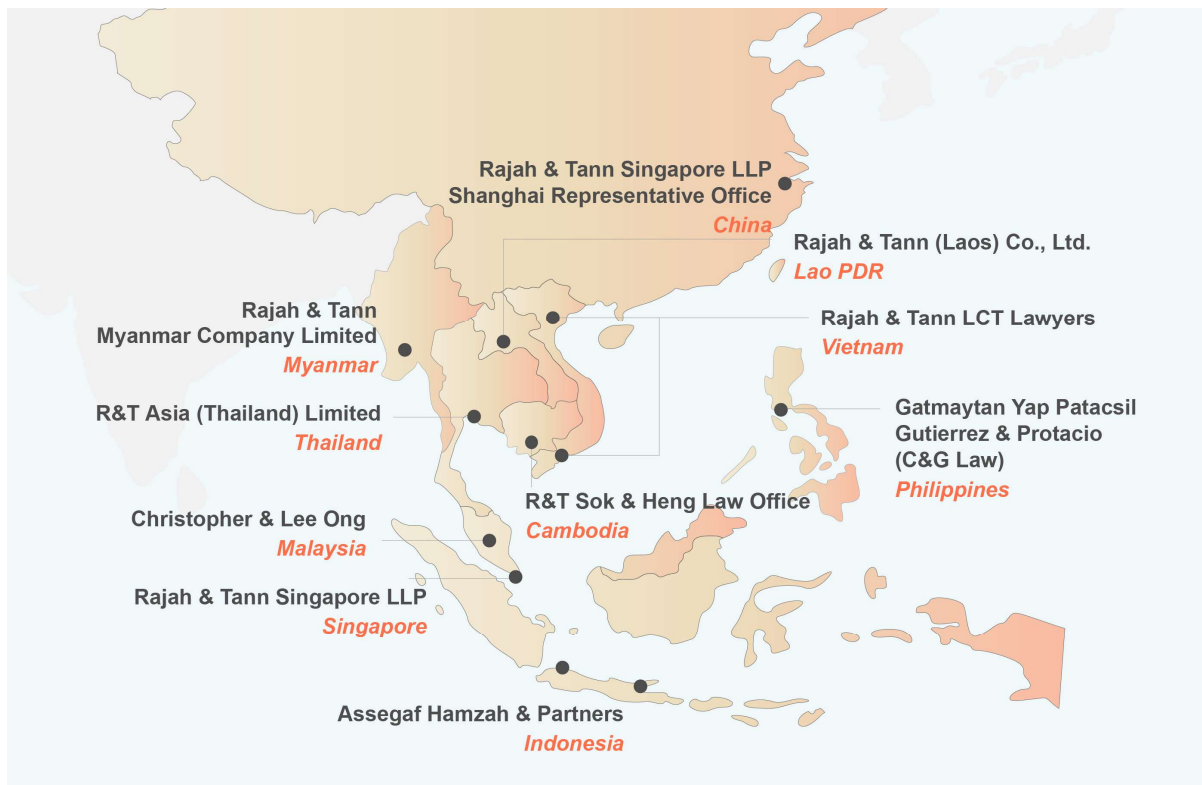 Rajah & Tann Singapore LLP
Shanghai Representative Office
China
Rajah & Tann (Laos) Co., Ltd.
Lao PDR
Rajah & Tann
Myanmar Company Limited
Myanmar
Rajah & Tann LCT Lawyers
Vietnam
R&T Asia (Thailand) Limited
Thailand
Gatmaytan Yap Patacsil
Gutierrez & Protacio
(C&G Law)
Philippines
R&T Sok & Heng Law Office
Cambodia
Christopher & Lee Ong
Malaysia
Rajah & Tann Singapore LLP
Singapore
Assegaf Hamzah & Partners
Indonesia